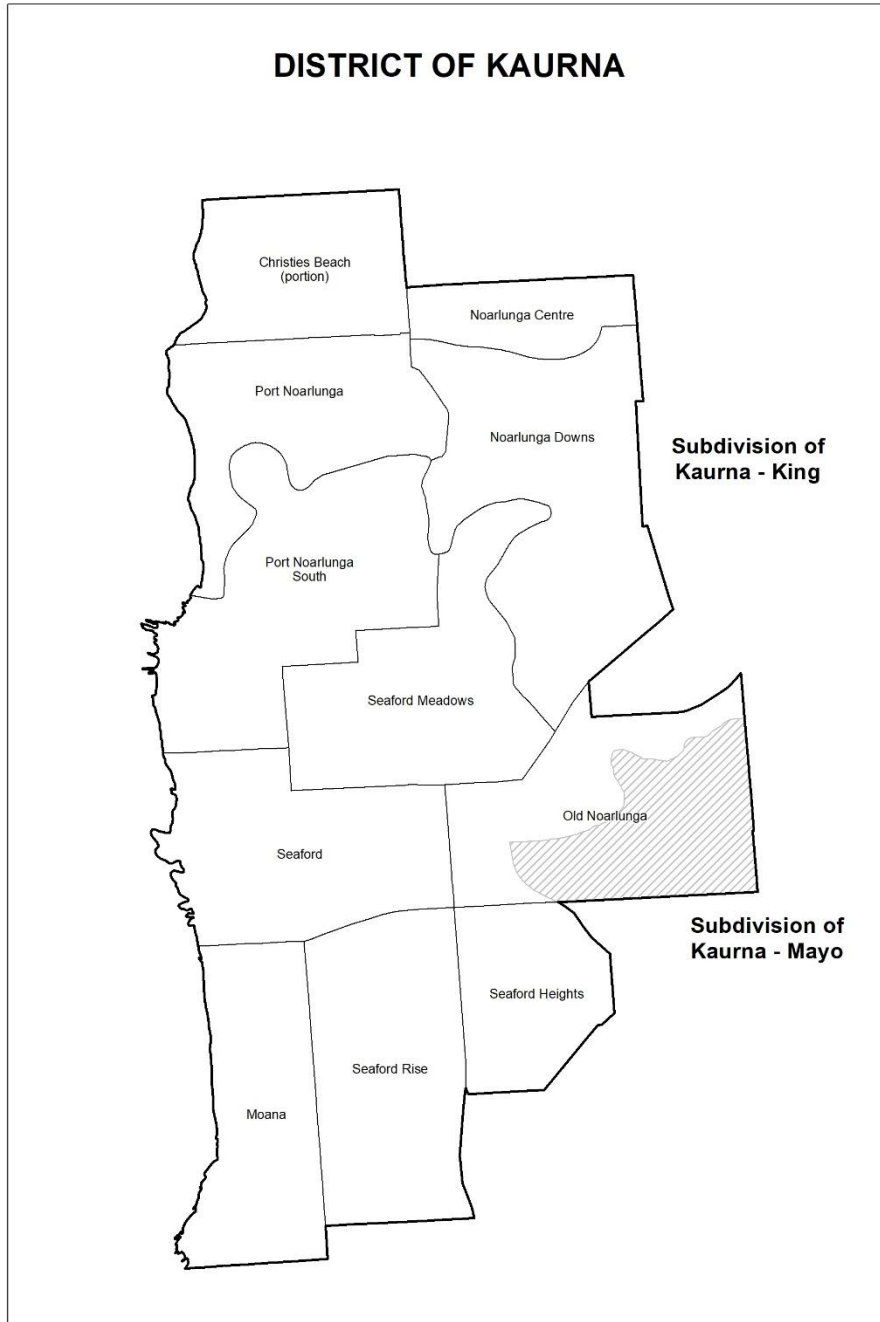 DISTRICT OF KAURNA
Christies Beach
(portion)
Noarlunga Centre
Port Noarlunga
Noarlunga Downs
Subdivision of
Kaurna - King
Port Noarlunga
South
Seaford Meadows
Old Noarlunga
Seaford
Subdivision of
Kaurna - Mayo
Seaford Heights
Seaford Rise
Moana